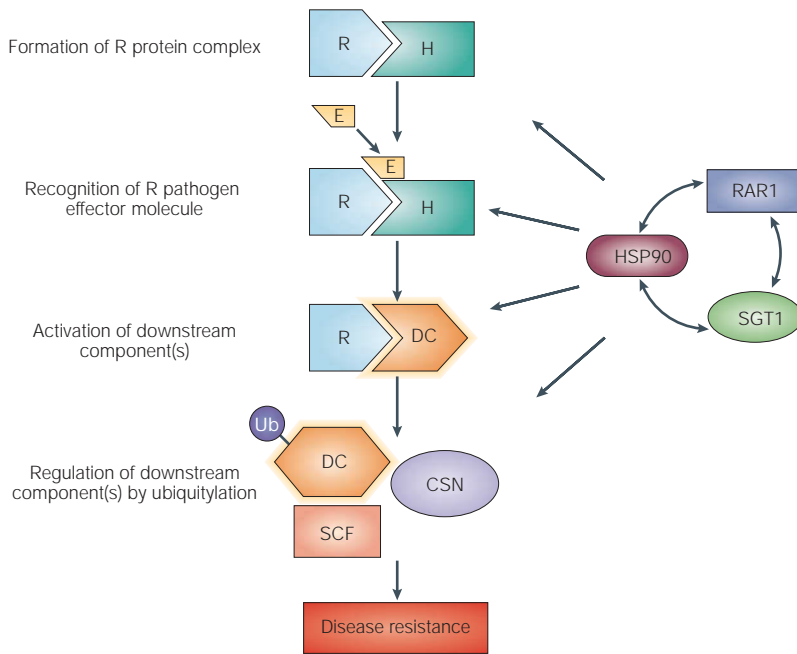 Formation of R protein complex
R
H
E
E
Recognition of R pathogen
effector molecule
R
H
RAR1
HSP90
SGT1
Activation of downstream
component(s)
R
DC
Ub
Regulation of downstream
component(s) by ubiquitylation
DC
CSN
SCF
Disease resistance